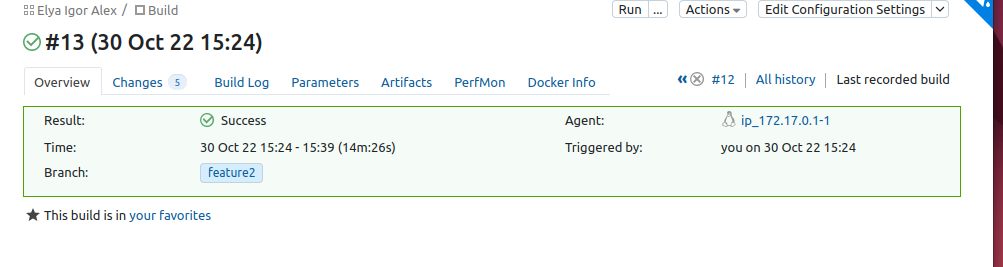 Elya Igor Alex / Build Run ... Actions Edit Configuration Settings
#13 (30 Oct 22 15:24)
Overview Changes 5 Build Log Parameters Artifacts PerfMon Docker Info « #12 | All history | Last recorded build
Result: Success Agent: ip_172.17.0.1-1
Time: 30 Oct 22 15:24 - 15:39 (14m:26s) Triggered by: you on 30 Oct 22 15:24
Branch: feature2
This build is in your favorites